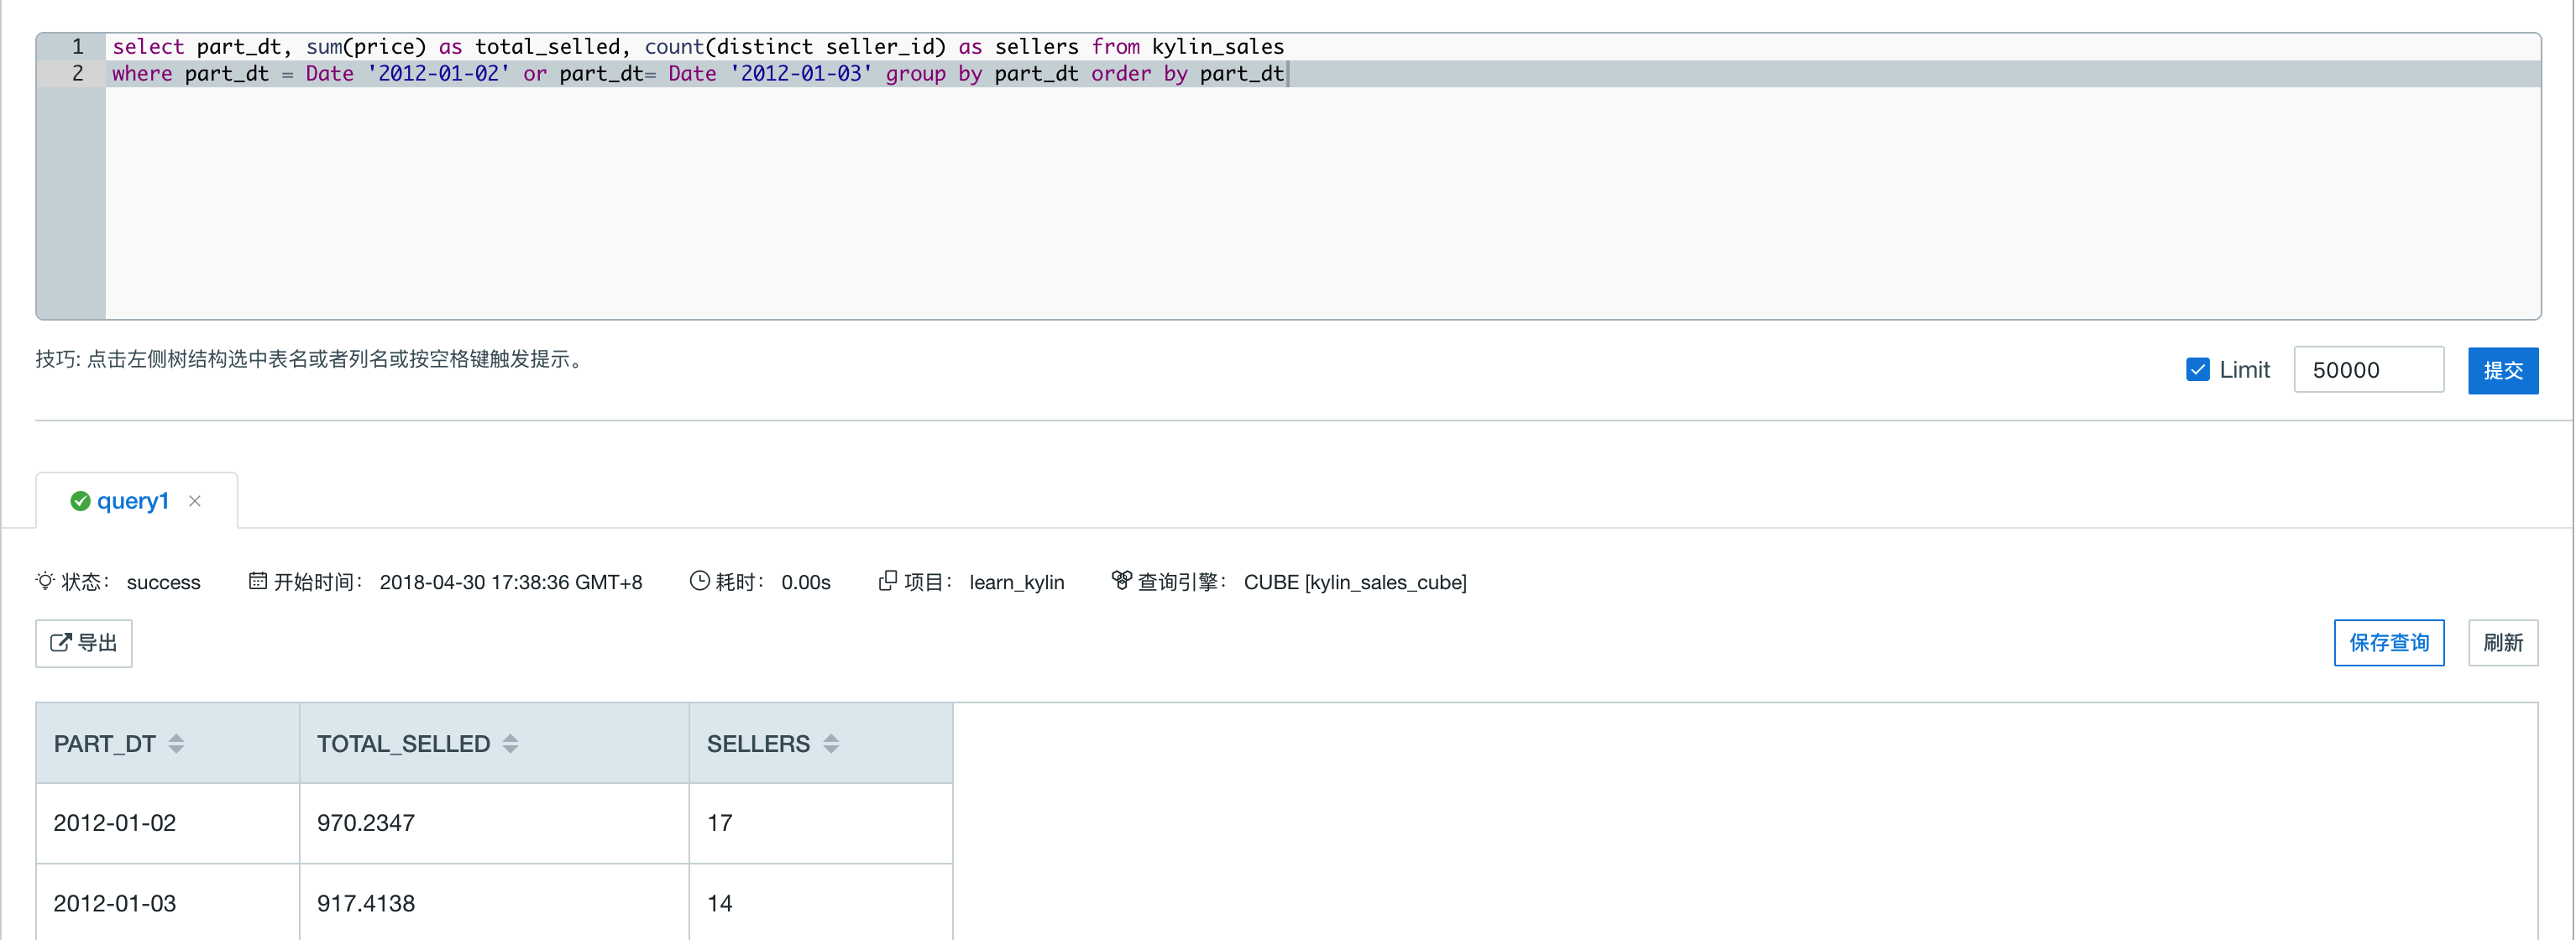 1 select part_dt, sum(price) as total_selled, count(distinct seller_id) as sellers from kylin_sales
2 where part_dt = Date '2012-01-02' or part_dt= Date '2012-01-03' group by part_dt order by part_dt
技巧: 点击左侧树结构选中表名或者列名或按空格键触发提示。
Limit 50000 提交
query1
状态： success 开始时间： 2018-04-30 17:38:36 GMT+8 耗时： 0.00s 项目： learn_kylin 查询引擎： CUBE [kylin_sales_cube]
导出 保存查询 刷新
PART_DT TOTAL_SELLED SELLERS
2012-01-02 970.2347 17
2012-01-03 917.4138 14